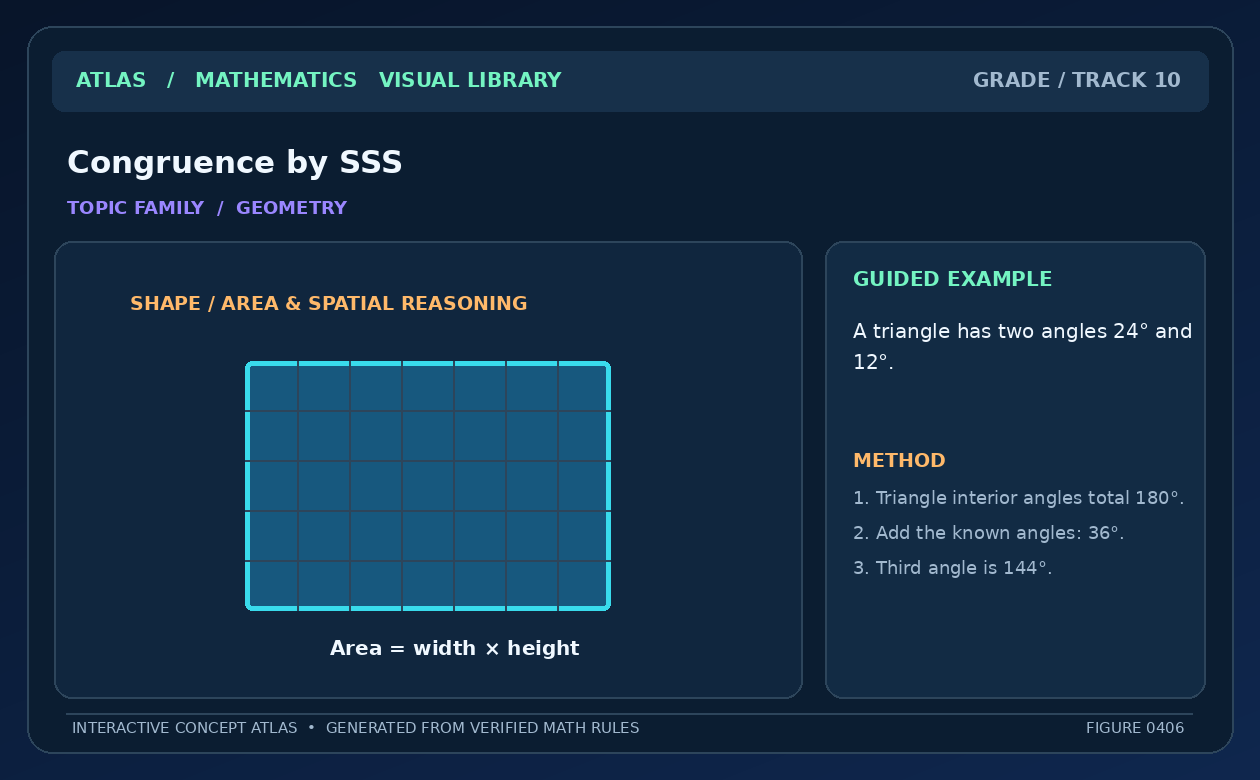 ATLAS / MATHEMATICS VISUAL LIBRARY
GRADE / TRACK 10
Congruence by SSS
TOPIC FAMILY / GEOMETRY
SHAPE / AREA & SPATIAL REASONING
Area = width × height
GUIDED EXAMPLE
A triangle has two angles 24° and
12°.
METHOD
1. Triangle interior angles total 180°.
2. Add the known angles: 36°.
3. Third angle is 144°.
INTERACTIVE CONCEPT ATLAS • GENERATED FROM VERIFIED MATH RULES
FIGURE 0406